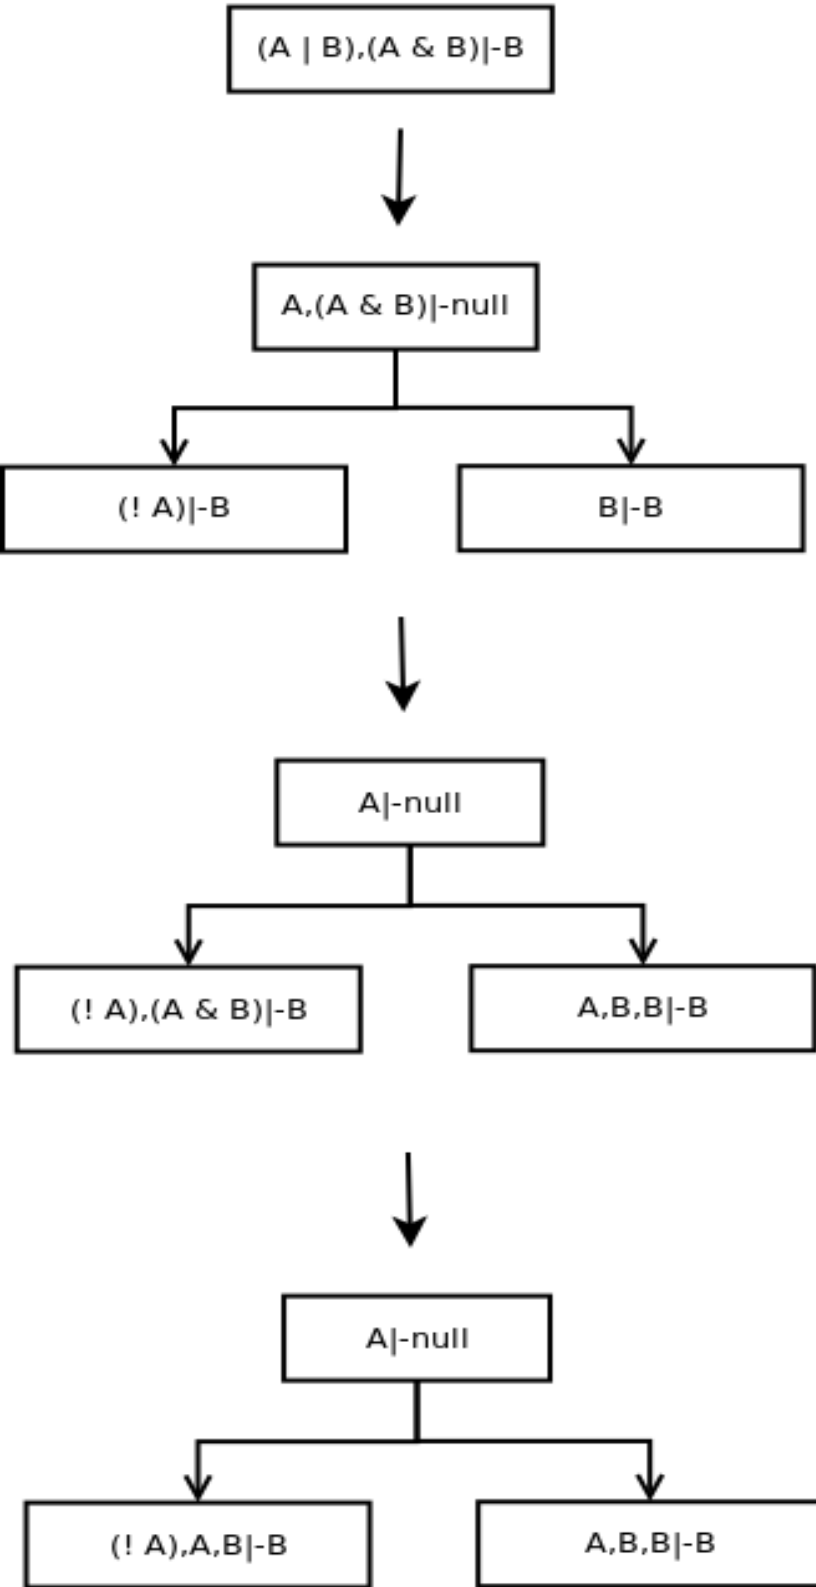 (A | B),(A & B)|-B
A,(A & B)|-null
(! A)|-B
B|-B
A|-null
(! A),(A & B)|-B
A,B,B|-B
A|-null
(! A),A,B|-B
A,B,B|-B